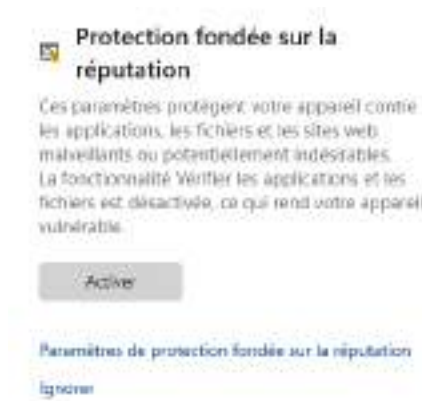 Protection fondée sur la
réputation
Ces paramètres protègent votre appareil contre
les applications, les fichiers et les sites web
malveillants ou potentiellement indésirables.
La fonctionnalité Vérifier les applications et les
fichiers est désactivée, ce qui rend votre appareil
vulnérable.
Activer
Paramètres de protection fondée sur la réputation
Ignorer